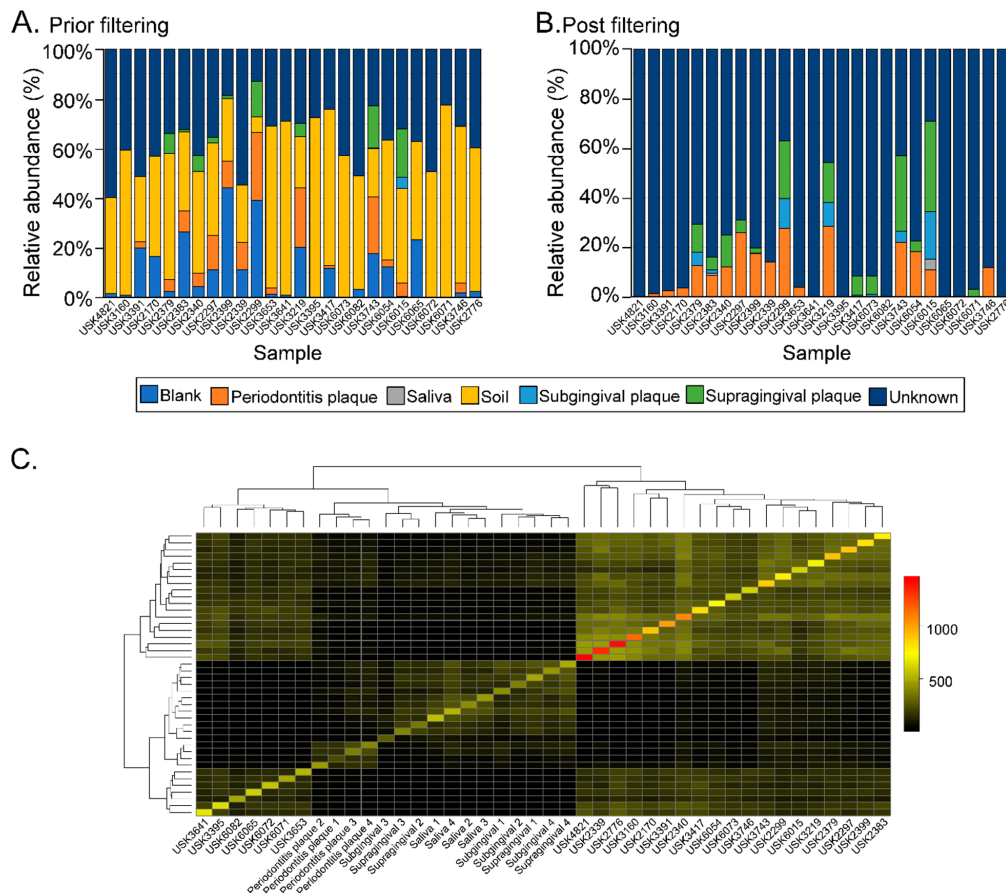 A. Prior filtering
B. Post filtering
Relative abundance (%)
100%
80%
60%
40%
20%
0%
USK4821
USK3160
USK3391
USK2170
USK2379
USK2383
USK2340
USK2297
USK2399
USK2339
USK2299
USK3653
USK3641
USK3219
USK3395
USK3417
USK6073
USK6082
USK3743
USK6054
USK6015
USK6065
USK6072
USK6071
USK3746
USK2776
Sample
Relative abundance (%)
100%
80%
60%
40%
20%
0%
USK4821
USK3160
USK3391
USK2170
USK2379
USK2383
USK2340
USK2297
USK2399
USK2339
USK2299
USK3653
USK3641
USK3219
USK3395
USK3417
USK6073
USK6082
USK3743
USK6054
USK6015
USK6065
USK6072
USK6071
USK3746
USK2776
Sample
Blank Periodontitis plaque Saliva Soil Subgingival plaque Supragingival plaque Unknown
C.
1000
500
USK3641
USK3395
USK6082
USK6065
USK6072
USK6071
USK3653
Periodontitis plaque 2
Periodontitis plaque 1
Periodontitis plaque 3
Periodontitis plaque 4
Subgingival 3
Supragingival 3
Supragingival 2
Saliva 1
Saliva 4
Saliva 2
Saliva 3
Subgingival 1
Subgingival 2
Supragingival 1
Subgingival 4
Supragingival 4
USK4821
USK2339
USK2776
USK3160
USK2170
USK3391
USK2340
USK3417
USK6054
USK6073
USK3746
USK3743
USK2299
USK6015
USK3219
USK2379
USK2297
USK2399
USK2383